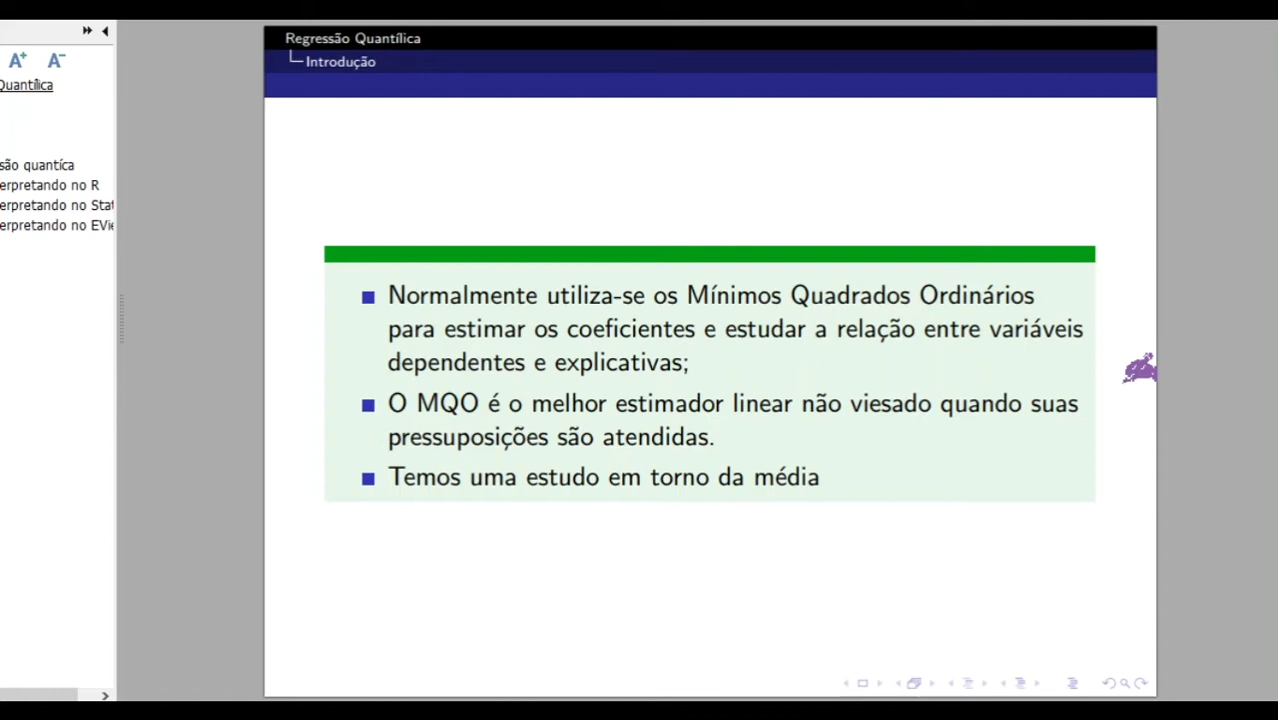 A+ A-
Quantílica
são quantíca
erpretando no R
erpretando no Stat
erpretando no EVie
Regressão Quantílica
Introdução
Normalmente utiliza-se os Mínimos Quadrados Ordinários
para estimar os coeficientes e estudar a relação entre variáveis
dependentes e explicativas;
O MQO é o melhor estimador linear não viesado quando suas
pressuposições são atendidas.
Temos uma estudo em torno da média